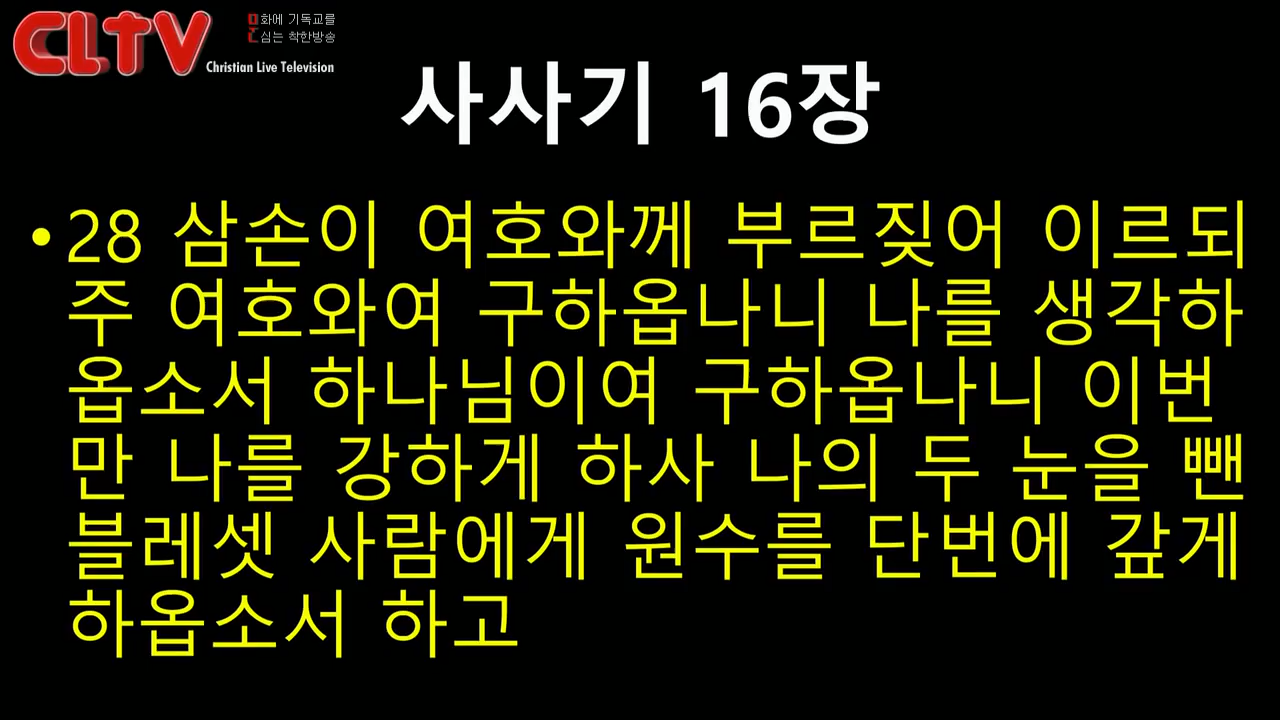 CLTV
문화에 기독교를
심는 착한방송
Christian Live Television
사사기 16장
• 28 삼손이 여호와께 부르짖어 이르되
주 여호와여 구하옵나니 나를 생각하
옵소서 하나님이여 구하옵나니 이번
만 나를 강하게 하사 나의 두 눈을 뺀
블레셋 사람에게 원수를 단번에 갚게
하옵소서 하고